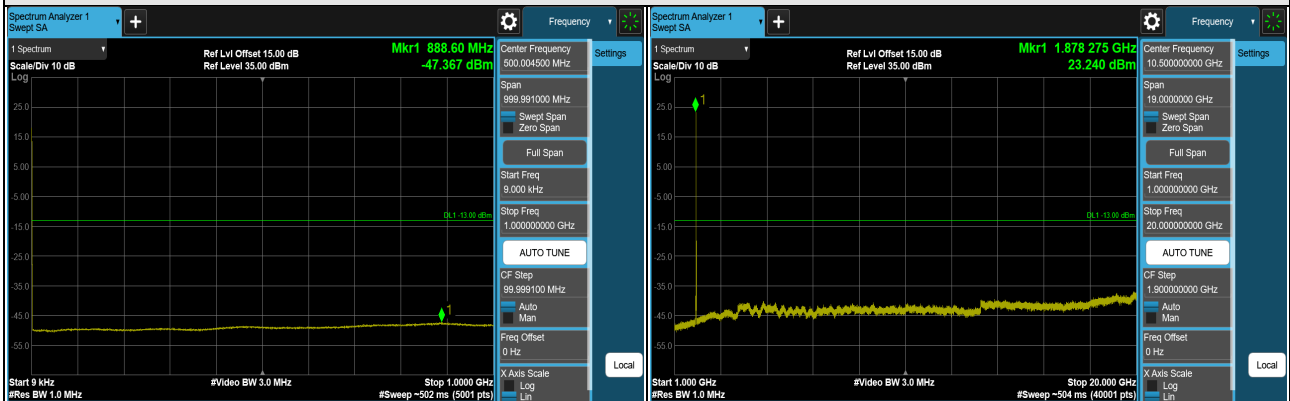 Spectrum Analyzer 1
Swept SA
+
Frequency
1 Spectrum
Scale/Div 10 dB
Log
Ref Lvl Offset 15.00 dB
Ref Level 35.00 dBm
Mkr1 888.60 MHz
-47.367 dBm
25.0
15.0
5.00
-5.00
-15.0
-25.0
-35.0
-45.0
-55.0
DL1 -13.00 dBm
1
Start 9 kHz
#Res BW 1.0 MHz
#Video BW 3.0 MHz
Stop 1.0000 GHz
#Sweep ~502 ms (5001 pts)
Center Frequency
500.004500 MHz
Span
999.991000 MHz
Swept Span
Zero Span
Full Span
Start Freq
9.000 kHz
Stop Freq
1.000000000 GHz
AUTO TUNE
CF Step
99.999100 MHz
Auto
Man
Freq Offset
0 Hz
X Axis Scale
Log
Lin
Settings
Local
Spectrum Analyzer 1
Swept SA
+
Frequency
1 Spectrum
Scale/Div 10 dB
Log
Ref Lvl Offset 15.00 dB
Ref Level 35.00 dBm
Mkr1 1.878 275 GHz
23.240 dBm
25.0
15.0
5.00
-5.00
-15.0
-25.0
-35.0
-45.0
-55.0
1
DL1 -13.00 dBm
Start 1.000 GHz
#Res BW 1.0 MHz
#Video BW 3.0 MHz
Stop 20.000 GHz
#Sweep ~504 ms (40001 pts)
Center Frequency
10.500000000 GHz
Span
19.0000000 GHz
Swept Span
Zero Span
Full Span
Start Freq
1.000000000 GHz
Stop Freq
20.000000000 GHz
AUTO TUNE
CF Step
1.900000000 GHz
Auto
Man
Freq Offset
0 Hz
X Axis Scale
Log
Lin
Settings
Local